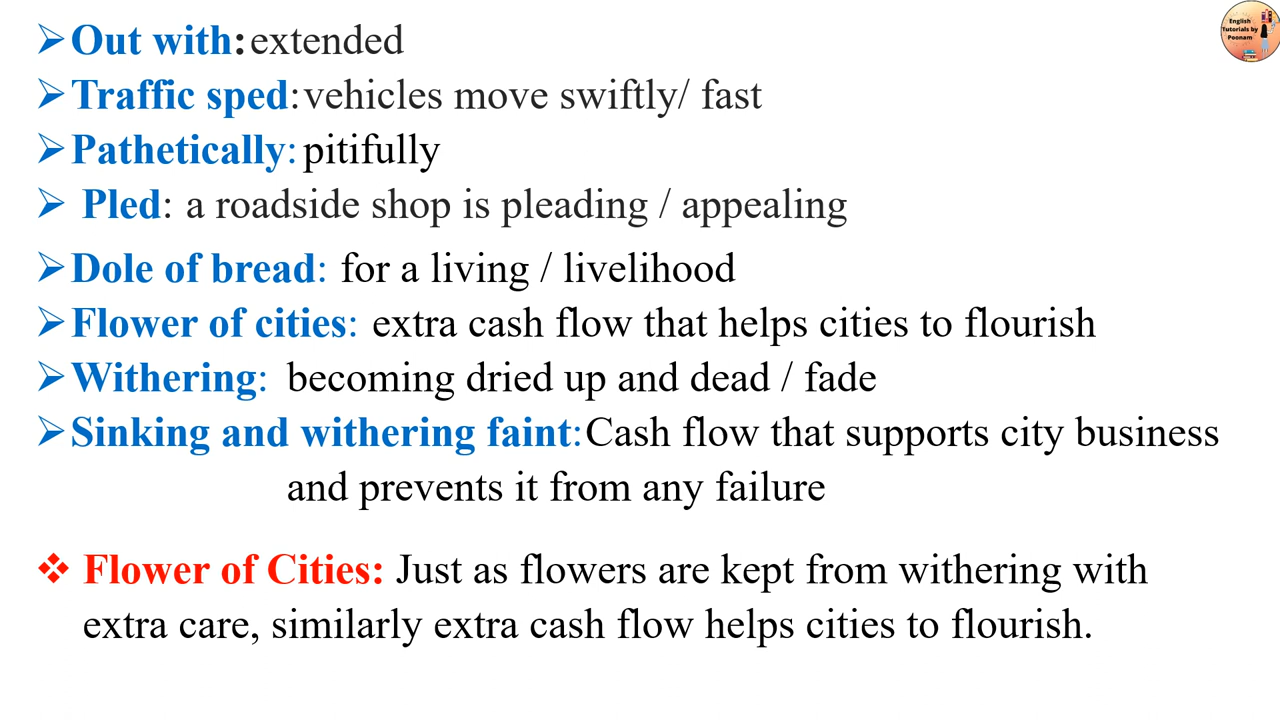 ➢Out with: extended
➢Traffic sped: vehicles move swiftly/ fast
➢Pathetically: pitifully
➢ Pled: a roadside shop is pleading / appealing
➢Dole of bread: for a living / livelihood
➢Flower of cities: extra cash flow that helps cities to flourish
➢Withering: becoming dried up and dead / fade
➢Sinking and withering faint: Cash flow that supports city business
and prevents it from any failure
❖ Flower of Cities: Just as flowers are kept from withering with
extra care, similarly extra cash flow helps cities to flourish.
English
Tutorials by
Poonam